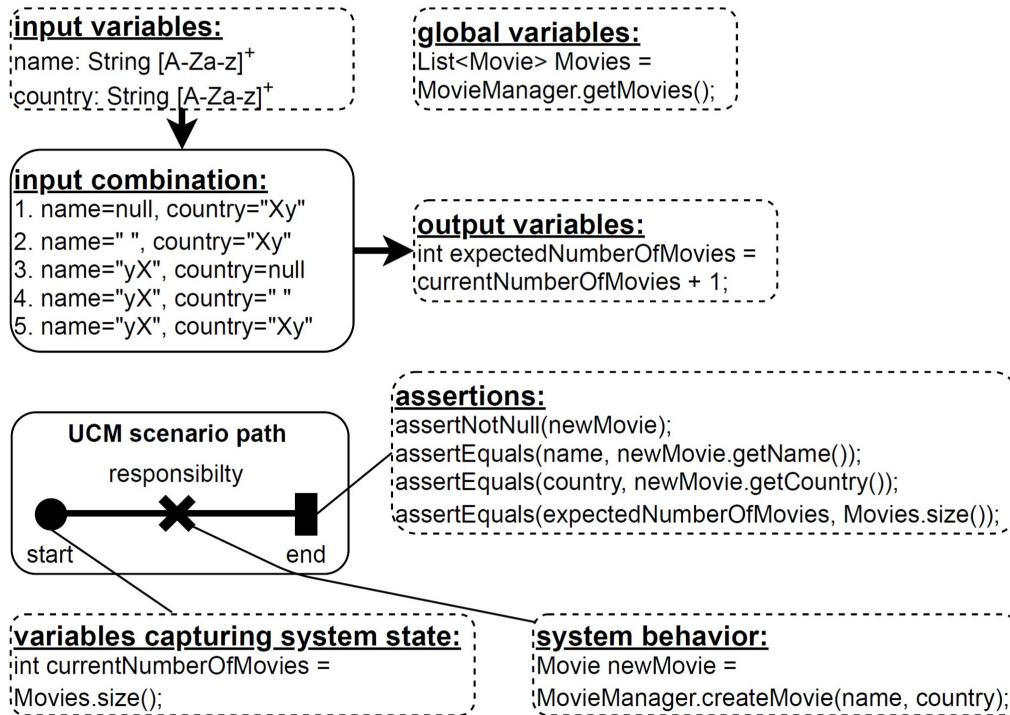 input variables:
name: String [A-Za-z]+
country: String [A-Za-z]+
global variables:
List<Movie> Movies =
MovieManager.getMovies();
input combination:
1. name=null, country="Xy"
2. name=" ", country="Xy"
3. name="yX", country=null
4. name="yX", country=" "
5. name="yX", country="Xy"
output variables:
int expectedNumberOfMovies =
currentNumberOfMovies + 1;
assertions:
assertNotNull(newMovie);
assertEquals(name, newMovie.getName());
assertEquals(country, newMovie.getCountry());
assertEquals(expectedNumberOfMovies, Movies.size());
UCM scenario path
responsibilty
start
end
variables capturing system state:
int currentNumberOfMovies =
Movies.size();
system behavior:
Movie newMovie =
MovieManager.createMovie(name, country);